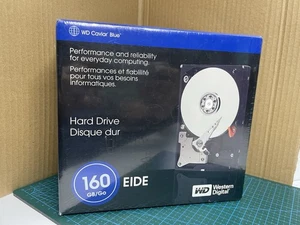 WD Caviar Blue™
Performance and reliability
for everyday computing.
Performances et fiabilité
pour tous vos besoins
informatiques.
Hard Drive
Disque dur
160
GB/Go
EIDE
WD
Western
Digital